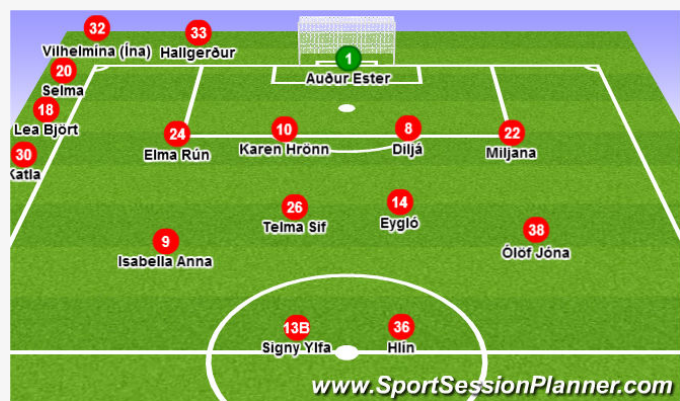 32
Vilhelmína (Ína)
33
Hallgerður
1
Auður Ester
20
Selma
18
Lea Björt
30
Katla
24
Elma Rún
10
Karen Hrönn
8
Diljá
22
Miljana
26
Telma Sif
14
Eygló
9
Isabella Anna
38
Ólöf Jóna
13B
Signy Ylfa
36
Hlín
www.SportSessionPlanner.com